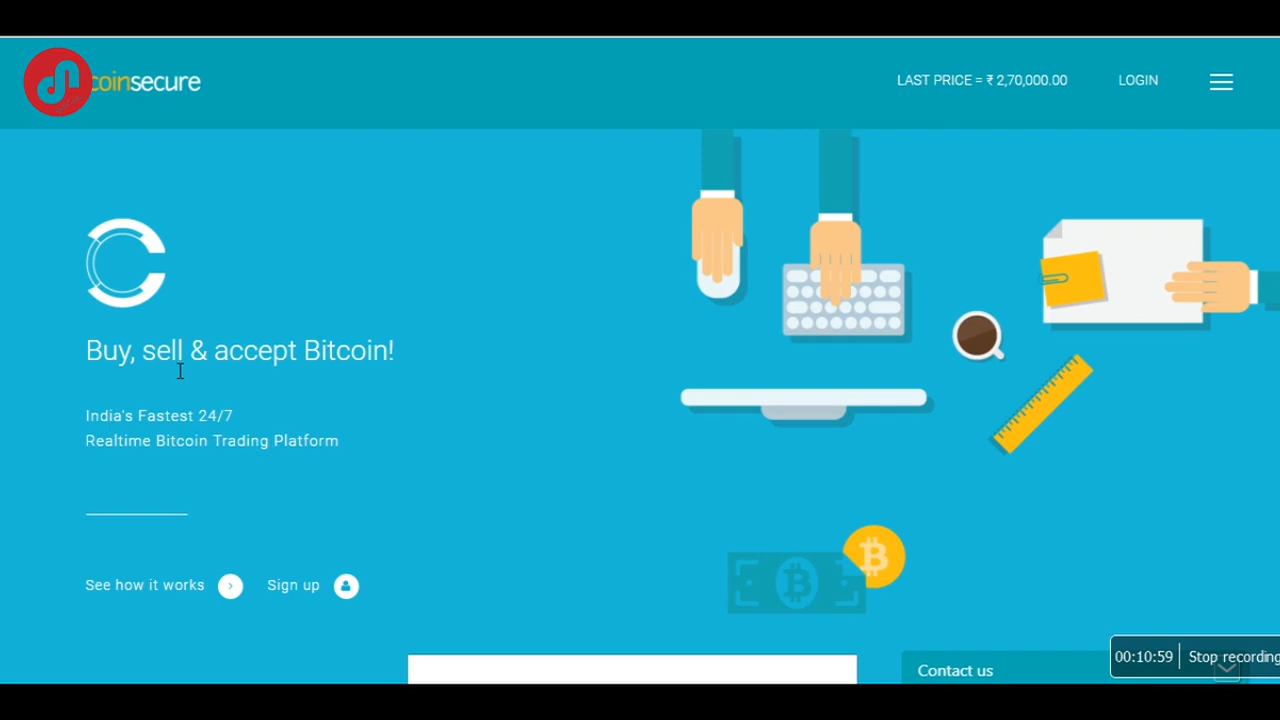 coinsecure
LAST PRICE = ₹ 2,70,000.00
LOGIN
Buy, sell & accept Bitcoin!
India's Fastest 24/7
Realtime Bitcoin Trading Platform
See how it works
Sign up
Contact us
00:10:59
Stop recording